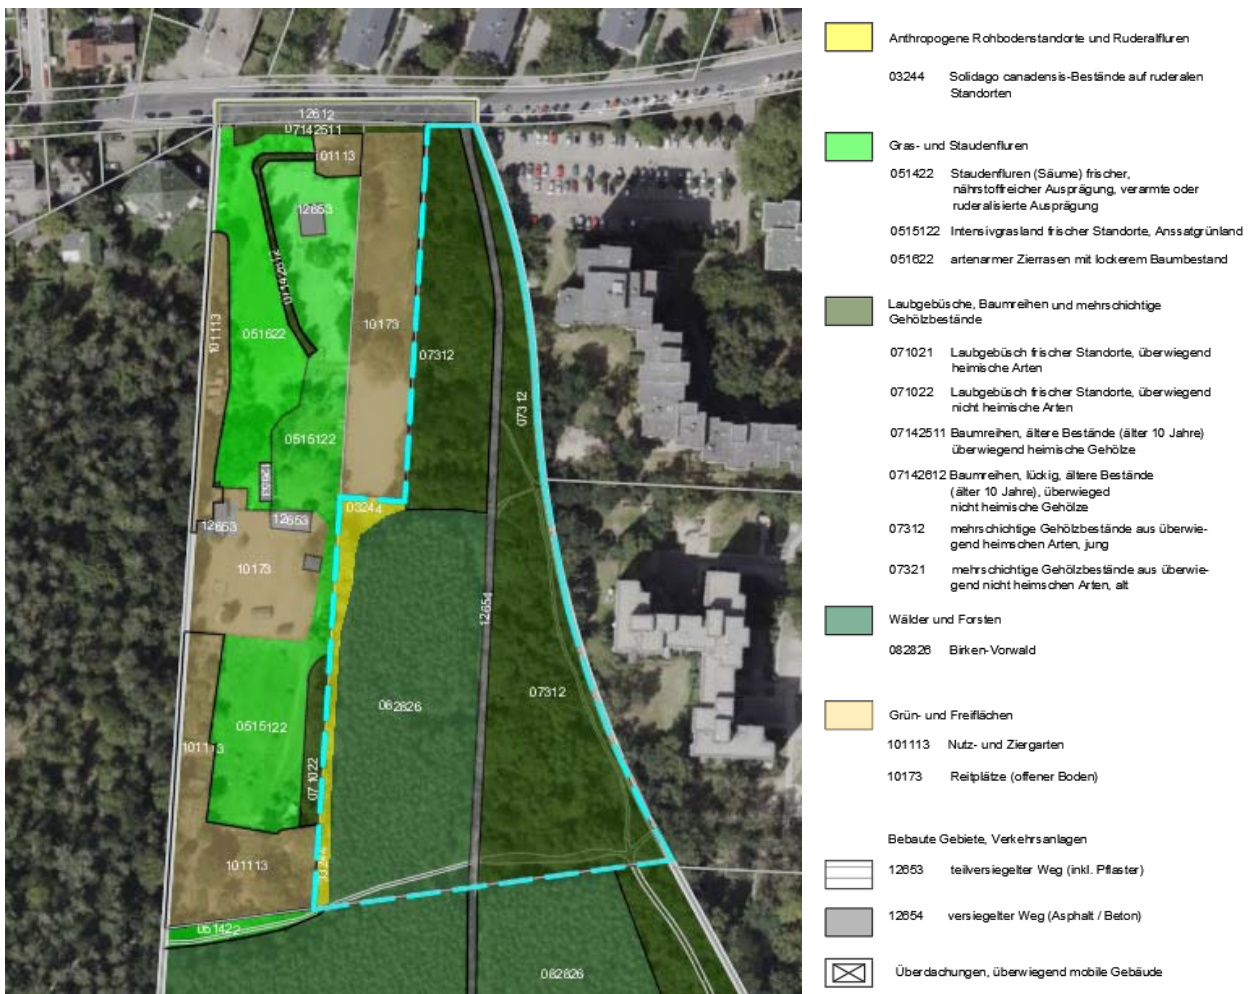 12612
07142511
101113
12653
07142612
101113
051622
10173
07312
07312
0515122
12653
03244
12653
12653
10173
12654
07312
082826
0515122
101113
071022
101113
03244
051422
082826
Anthropogene Rohbodenstandorte und Ruderalfluren
03244 Solidago canadensis-Bestände auf ruderalen
Standorten
Gras- und Staudenfluren
051422 Staudenfluren (Säume) frischer,
nährstoffreicher Ausprägung, verarmte oder
ruderalisierte Ausprägung
0515122 Intensivgrasland frischer Standorte, Anssatgrünland
051622 artenarmer Zierrasen mit lockerem Baumbestand
Laubgebüsche, Baumreihen und mehrschichtige
Gehölzbestände
071021 Laubgebüsch frischer Standorte, überwiegend
heimische Arten
071022 Laubgebüsch frischer Standorte, überwiegend
nicht heimische Arten
07142511 Baumreihen, ältere Bestände (älter 10 Jahre)
überwiegend heimische Gehölze
07142612 Baumreihen, lückig, ältere Bestände
(älter 10 Jahre), überwieged
nicht heimische Gehölze
07312 mehrschichtige Gehölzbestände aus überwie-
gend heimschen Arten, jung
07321 mehrschichtige Gehölzbestände aus überwie-
gend nicht heimschen Arten, alt
Wälder und Forsten
082826 Birken-Vorwald
Grün- und Freiflächen
101113 Nutz- und Ziergarten
10173 Reitplätze (offener Boden)
Bebaute Gebiete, Verkehrsanlagen
12653 teilversiegelter Weg (inkl. Pflaster)
12654 versiegelter Weg (Asphalt / Beton)
Überdachungen, überwiegend mobile Gebäude